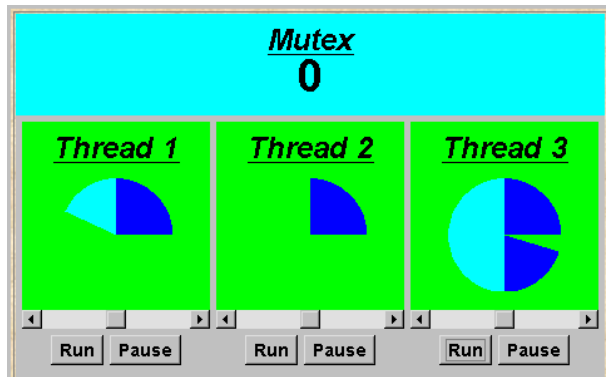 Mutex
0
Thread 1 Thread 2 Thread 3
Run Pause Run Pause Run Pause